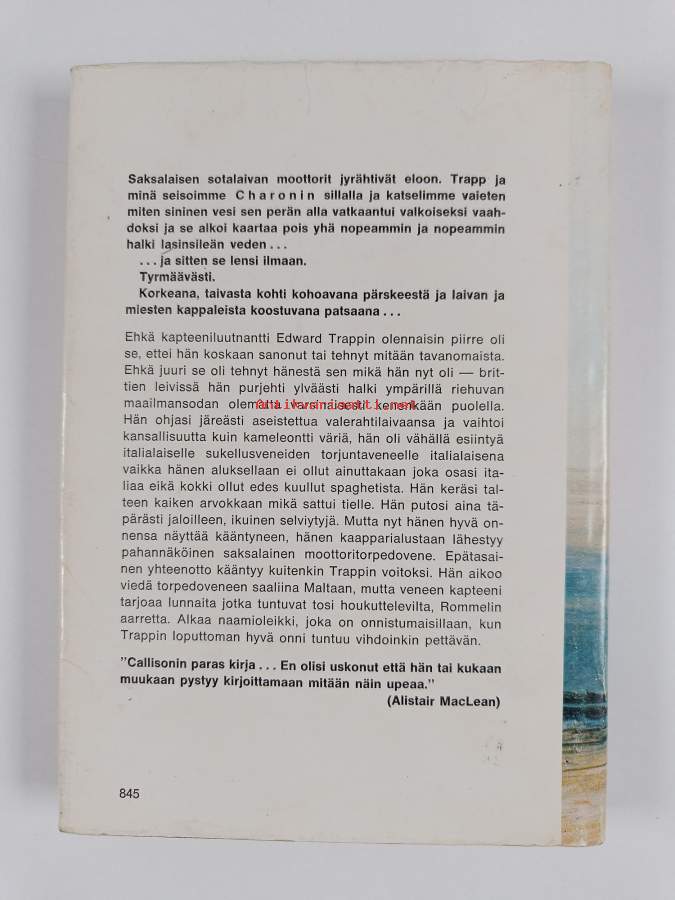 Saksalaisen sotalaivan moottorit jyrähtivät eloon. Trapp ja
minä seisoimme Charonin sillalla ja katselimme vaieten
miten sininen vesi sen perän alla vatkaantui valkoiseksi vaah-
doksi ja se alkoi kaartaa pois yhä nopeammin ja nopeammin
halki lasinsileän veden...
...ja sitten se lensi ilmaan.
Tyrmäävästi.
Korkeana, taivasta kohti kohoavana pärskeestä ja laivan ja
miesten kappaleista koostuvana patsaana...
Ehkä kapteeniluutnantti Edward Trappin olennaisin piirre oli
se, ettei hän koskaan sanonut tai tehnyt mitään tavanomaista.
Ehkä juuri se oli tehnyt hänestä sen mikä hän nyt oli — brit-
tien leivissä hän purjehti ylväästi halki ympärillä riehuvan
maailmansodan olematta varsinaisesti kenenkään puolella.
Antikvariaatti.net
Hän ohjasi järeästi aseistettua valerahtilaivaansa ja vaihtoi
kansallisuutta kuin kameleontti väriä, hän oli vähällä esiintyä
italialaiselle sukellusveneiden torjuntaveneelle italialaisena
vaikka hänen aluksellaan ei ollut ainuttakaan joka osasi ita-
liaa eikä kokki ollut edes kuullut spaghetista. Hän keräsi tal-
teen kaiken arvokkaan mikä sattui tielle. Hän putosi aina tä-
pärästi jaloilleen, ikuinen selviytyjä. Mutta nyt hänen hyvä on-
nensa näyttää kääntyneen, hänen kaapparialustaan lähestyy
pahannäköinen saksalainen moottoritorpedovene. Epätasai-
nen yhteenotto kääntyy kuitenkin Trappin voitoksi. Hän aikoo
viedä torpedoveneen saaliina Maltaan, mutta veneen kapteeni
tarjoaa lunnaita jotka tuntuvat tosi houkuttelevilta, Rommelin
aarretta. Alkaa naamioleikki, joka on onnistumaisillaan, kun
Trappin loputtoman hyvä onni tuntuu vihdoinkin pettävän.
"Callisonin paras kirja... En olisi uskonut että hän tai kukaan
muukaan pystyy kirjoittamaan mitään näin upeaa."
(Alistair MacLean)
845